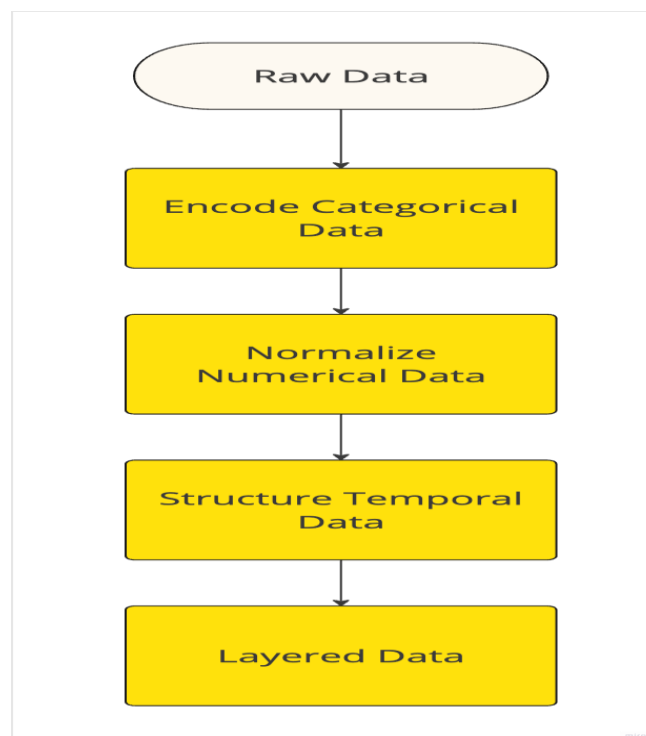 Raw Data
Encode Categorical
Data
Normalize
Numerical Data
Structure Temporal
Data
Layered Data